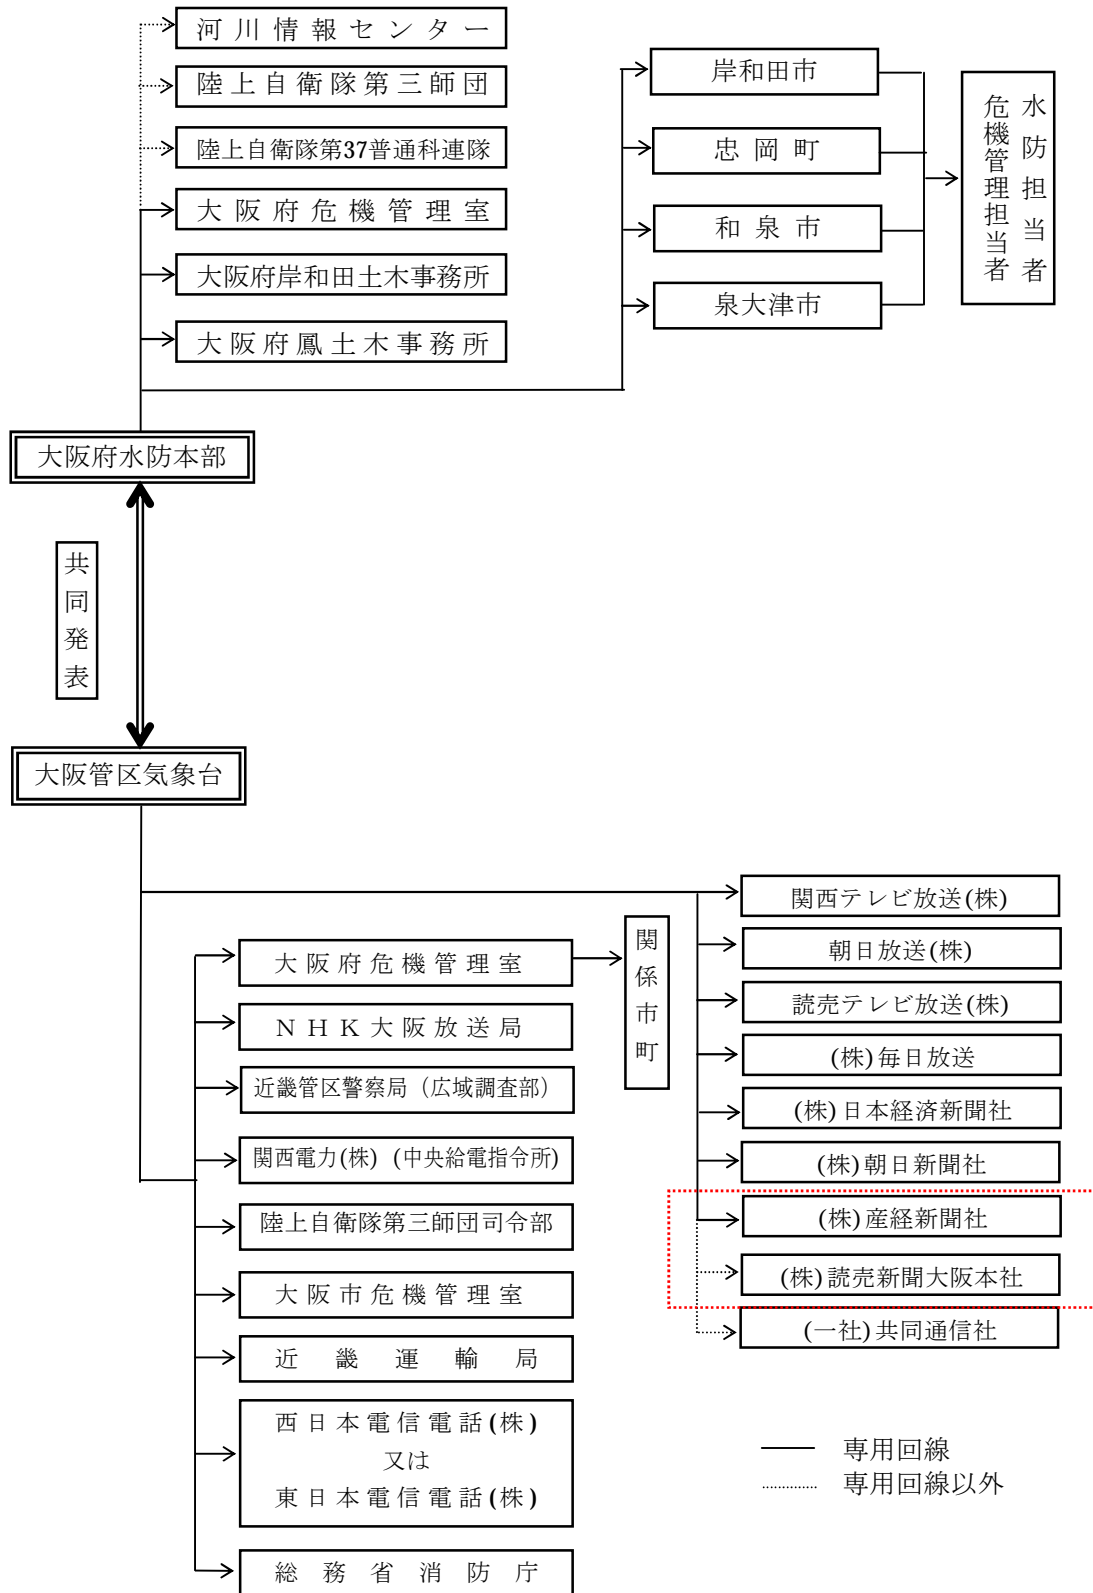 河川情報センター
陸上自衛隊第三師団
陸上自衛隊第37普通科連隊
大阪府危機管理室
大阪府岸和田土木事務所
大阪府鳳土木事務所
岸和田市
忠岡町
和泉市
泉大津市
水防担当者
危機管理担当者
大阪府水防本部
共同発表
大阪管区気象台
関西テレビ放送(株)
朝日放送(株)
読売テレビ放送(株)
(株)毎日放送
(株)日本経済新聞社
(株)朝日新聞社
(株)産経新聞社
(株)読売新聞大阪本社
(一社)共同通信社
大阪府危機管理室
関係市町
ＮＨＫ大阪放送局
近畿管区警察局（広域調査部）
関西電力(株)（中央給電指令所)
陸上自衛隊第三師団司令部
大阪市危機管理室
近畿運輸局
西日本電信電話(株)
又は
東日本電信電話(株)
総務省消防庁
専用回線
専用回線以外